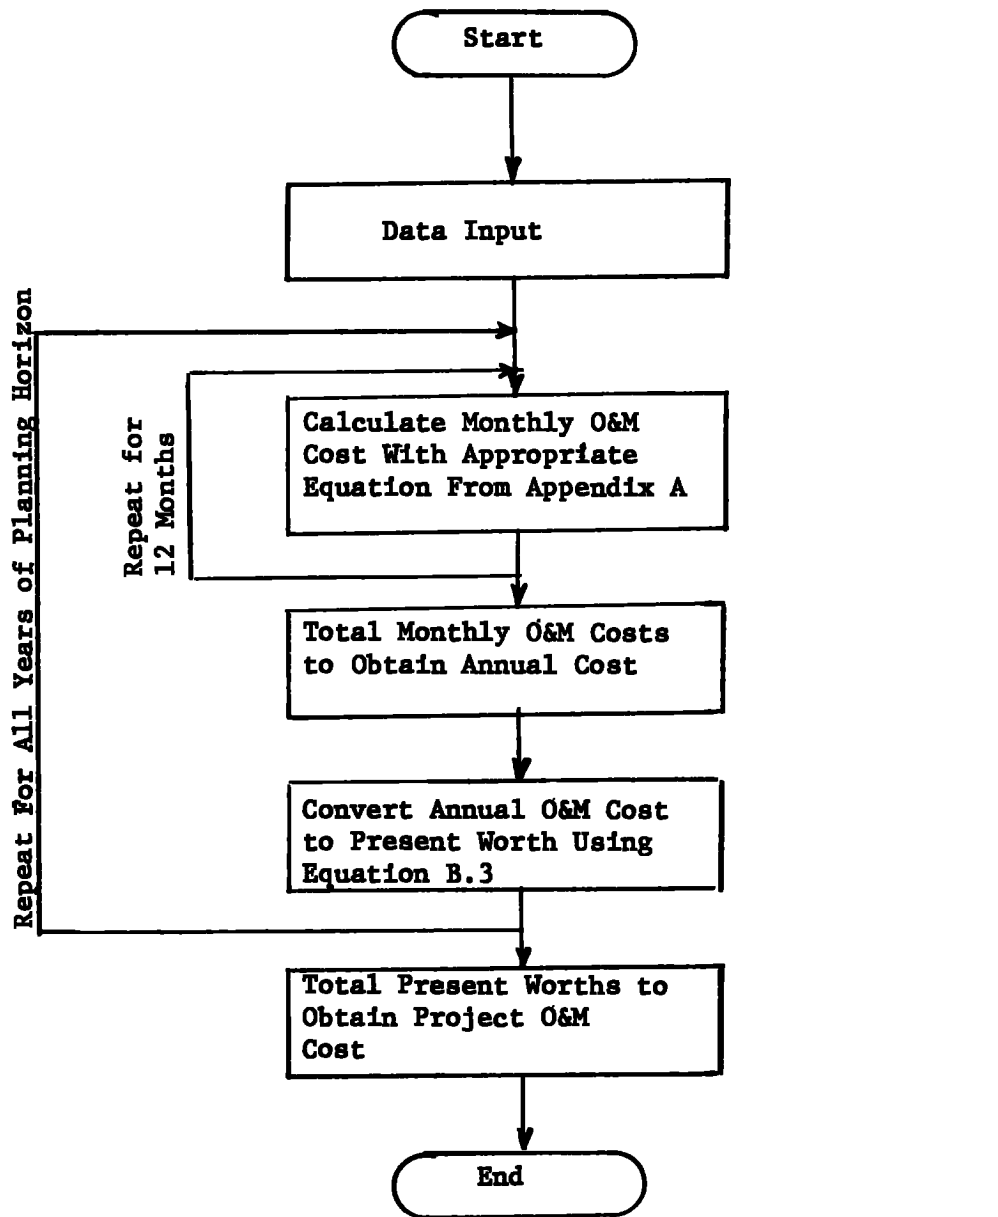 Start
Data Input
Repeat For All Years of Planning Horizon
Repeat for
12 Months
Calculate Monthly O&M
Cost With Appropriate
Equation From Appendix A
Total Monthly O&M Costs
to Obtain Annual Cost
Convert Annual O&M Cost
to Present Worth Using
Equation B.3
Total Present Worths to
Obtain Project O&M
Cost
End